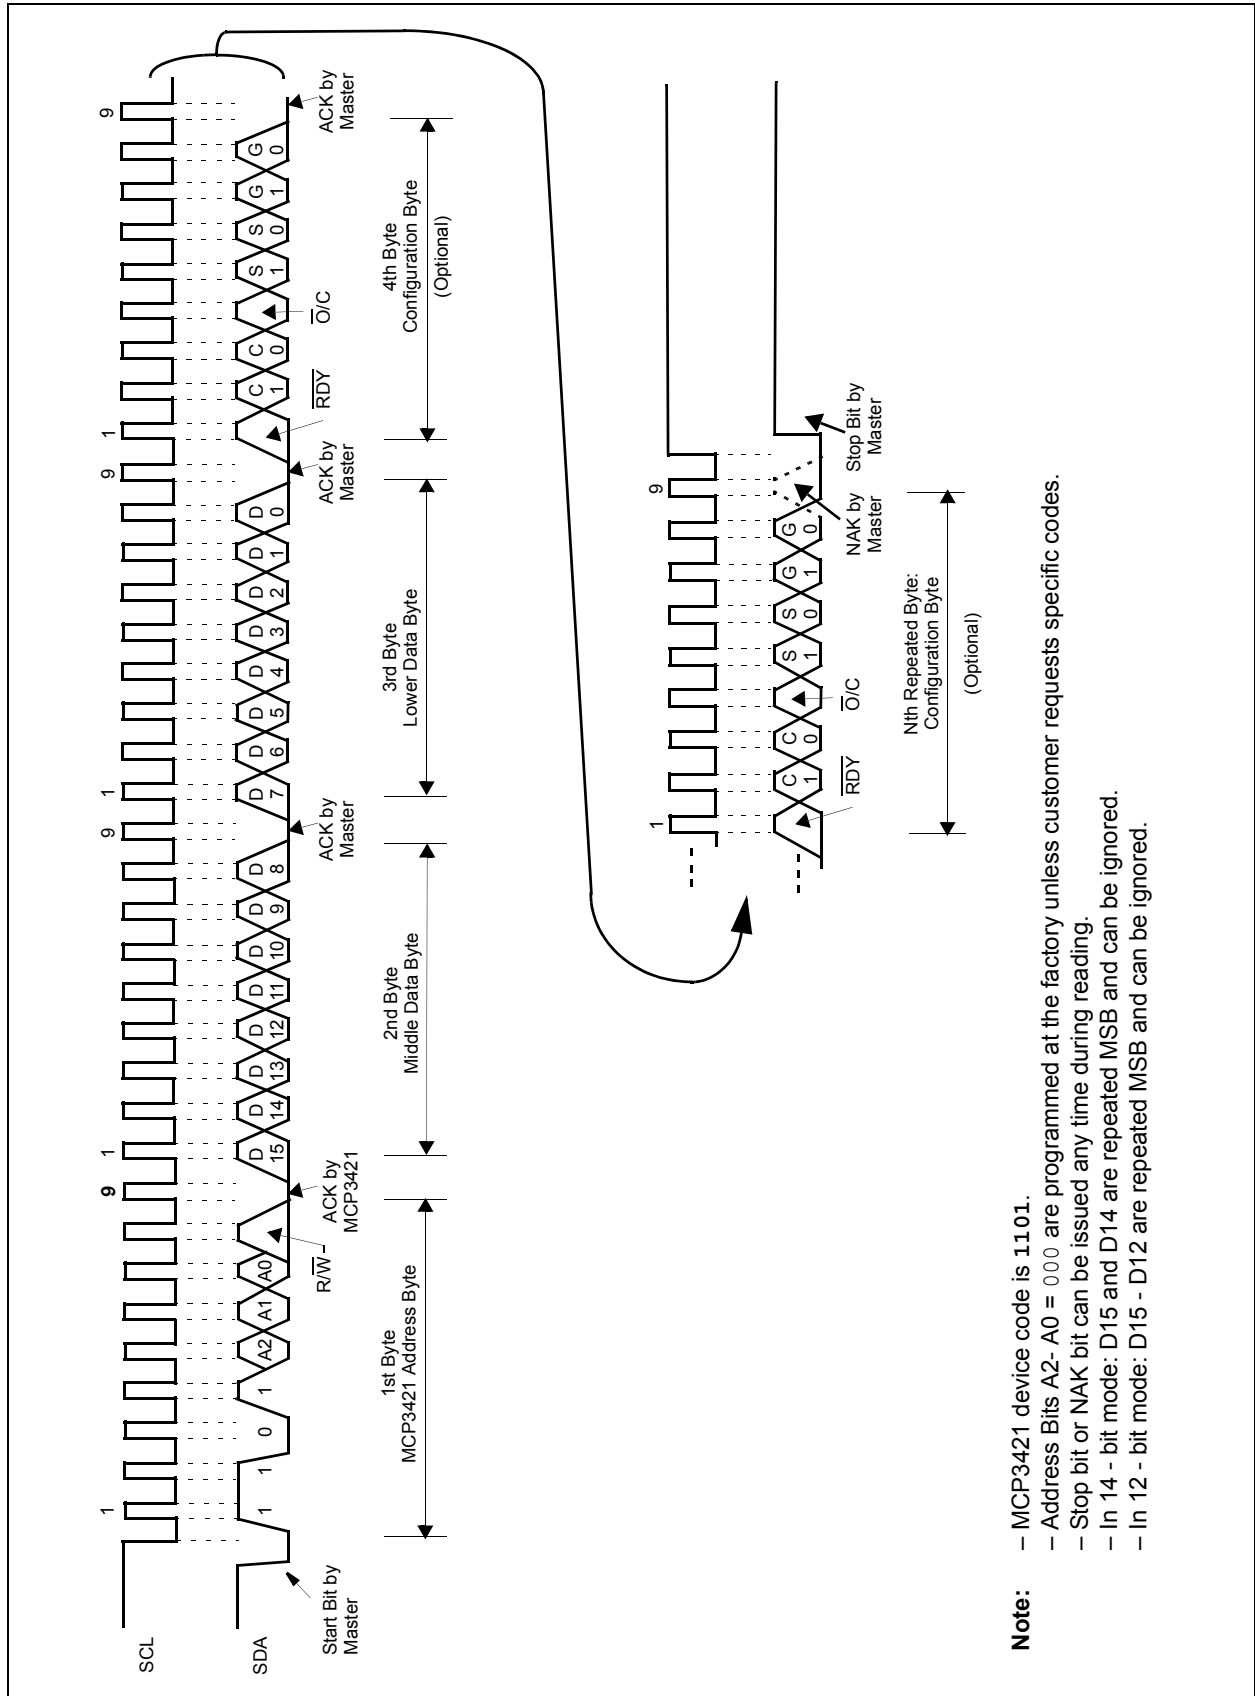 SCL
1
9
1
9
1
9
1
9
SDA
1
1
0
1
A2
A1
A0
D
15
D
14
D
13
D
12
D
11
D
10
D
9
D
8
D
7
D
6
D
5
D
4
D
3
D
2
D
1
D
0
C
1
C
0
S
1
S
0
G
1
G
0
Start Bit by
Master
R/W
ACK by
MCP3421
ACK by
Master
ACK by
Master
RDY
O/C
ACK by
Master
1st Byte
MCP3421 Address Byte
2nd Byte
Middle Data Byte
3rd Byte
Lower Data Byte
4th Byte
Configuration Byte
(Optional)
1
9
C
1
C
0
S
1
S
0
G
1
G
0
RDY
O/C
NAK by
Master
Stop Bit by
Master
Nth Repeated Byte:
Configuration Byte
(Optional)
Note: – MCP3421 device code is 1101.
– Address Bits A2- A0 = 000 are programmed at the factory unless customer requests specific codes.
– Stop bit or NAK bit can be issued any time during reading.
– In 14 - bit mode: D15 and D14 are repeated MSB and can be ignored.
– In 12 - bit mode: D15 - D12 are repeated MSB and can be ignored.